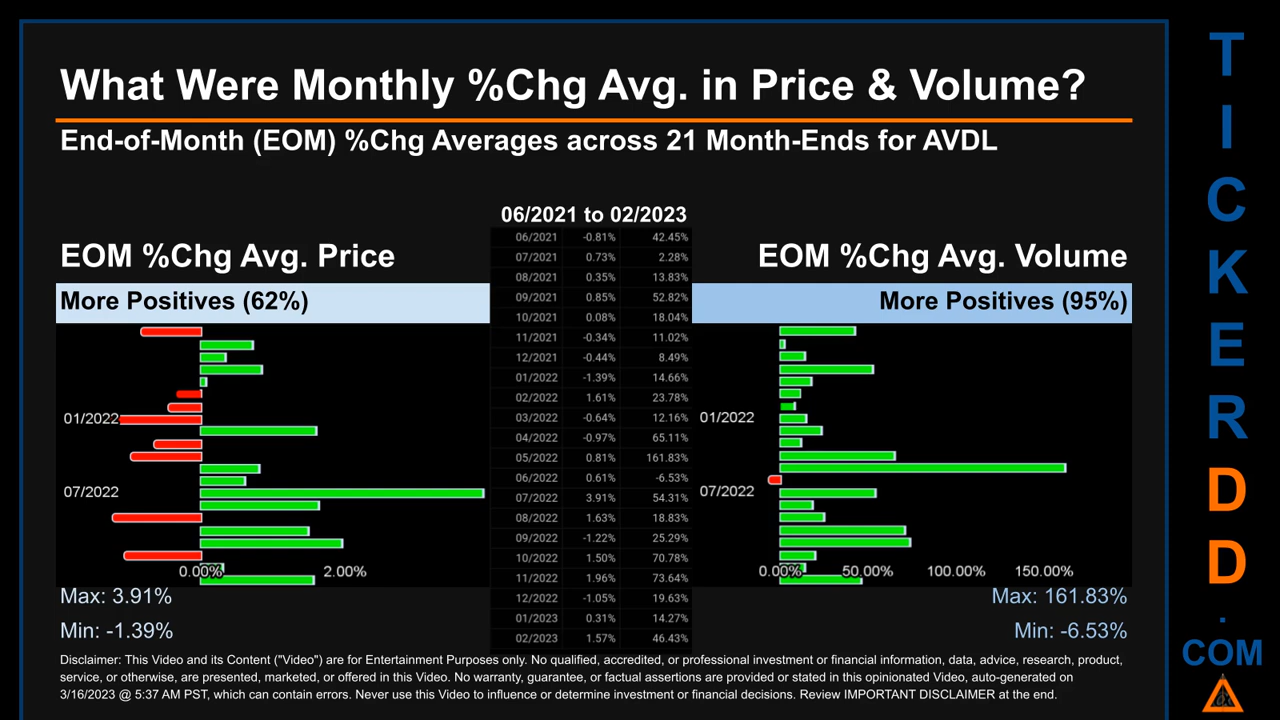 What Were Monthly %Chg Avg. in Price & Volume?
End-of-Month (EOM) %Chg Averages across 21 Month-Ends for AVDL
06/2021 to 02/2023
EOM %Chg Avg. Price
More Positives (62%)
01/2022
07/2022
0.00% 2.00%
Max: 3.91%
Min: -1.39%
06/2021 -0.81% 42.45%
07/2021 0.73% 2.28%
08/2021 0.35% 13.83%
09/2021 0.85% 52.82%
10/2021 0.08% 18.04%
11/2021 -0.34% 11.02%
12/2021 -0.44% 8.49%
01/2022 -1.39% 14.66%
02/2022 1.61% 23.78%
03/2022 -0.64% 12.16%
04/2022 -0.97% 65.11%
05/2022 0.81% 161.83%
06/2022 0.61% -6.53%
07/2022 3.91% 54.31%
08/2022 1.63% 18.83%
09/2022 -1.22% 25.29%
10/2022 1.50% 70.78%
11/2022 1.96% 73.64%
12/2022 -1.05% 19.63%
01/2023 0.31% 14.27%
02/2023 1.57% 46.43%
EOM %Chg Avg. Volume
More Positives (95%)
01/2022
07/2022
0.00% 50.00% 100.00% 150.00%
Max: 161.83%
Min: -6.53%
Disclaimer: This Video and its Content ("Video") are for Entertainment Purposes only. No qualified, accredited, or professional investment or financial information, data, advice, research, product,
service, or otherwise, are presented, marketed, or offered in this Video. No warranty, guarantee, or factual assertions are provided or stated in this opinionated Video, auto-generated on
3/16/2023 @ 5:37 AM PST, which can contain errors. Never use this Video to influence or determine investment or financial decisions. Review IMPORTANT DISCLAIMER at the end.
T
I
C
K
E
R
D
D
.
COM